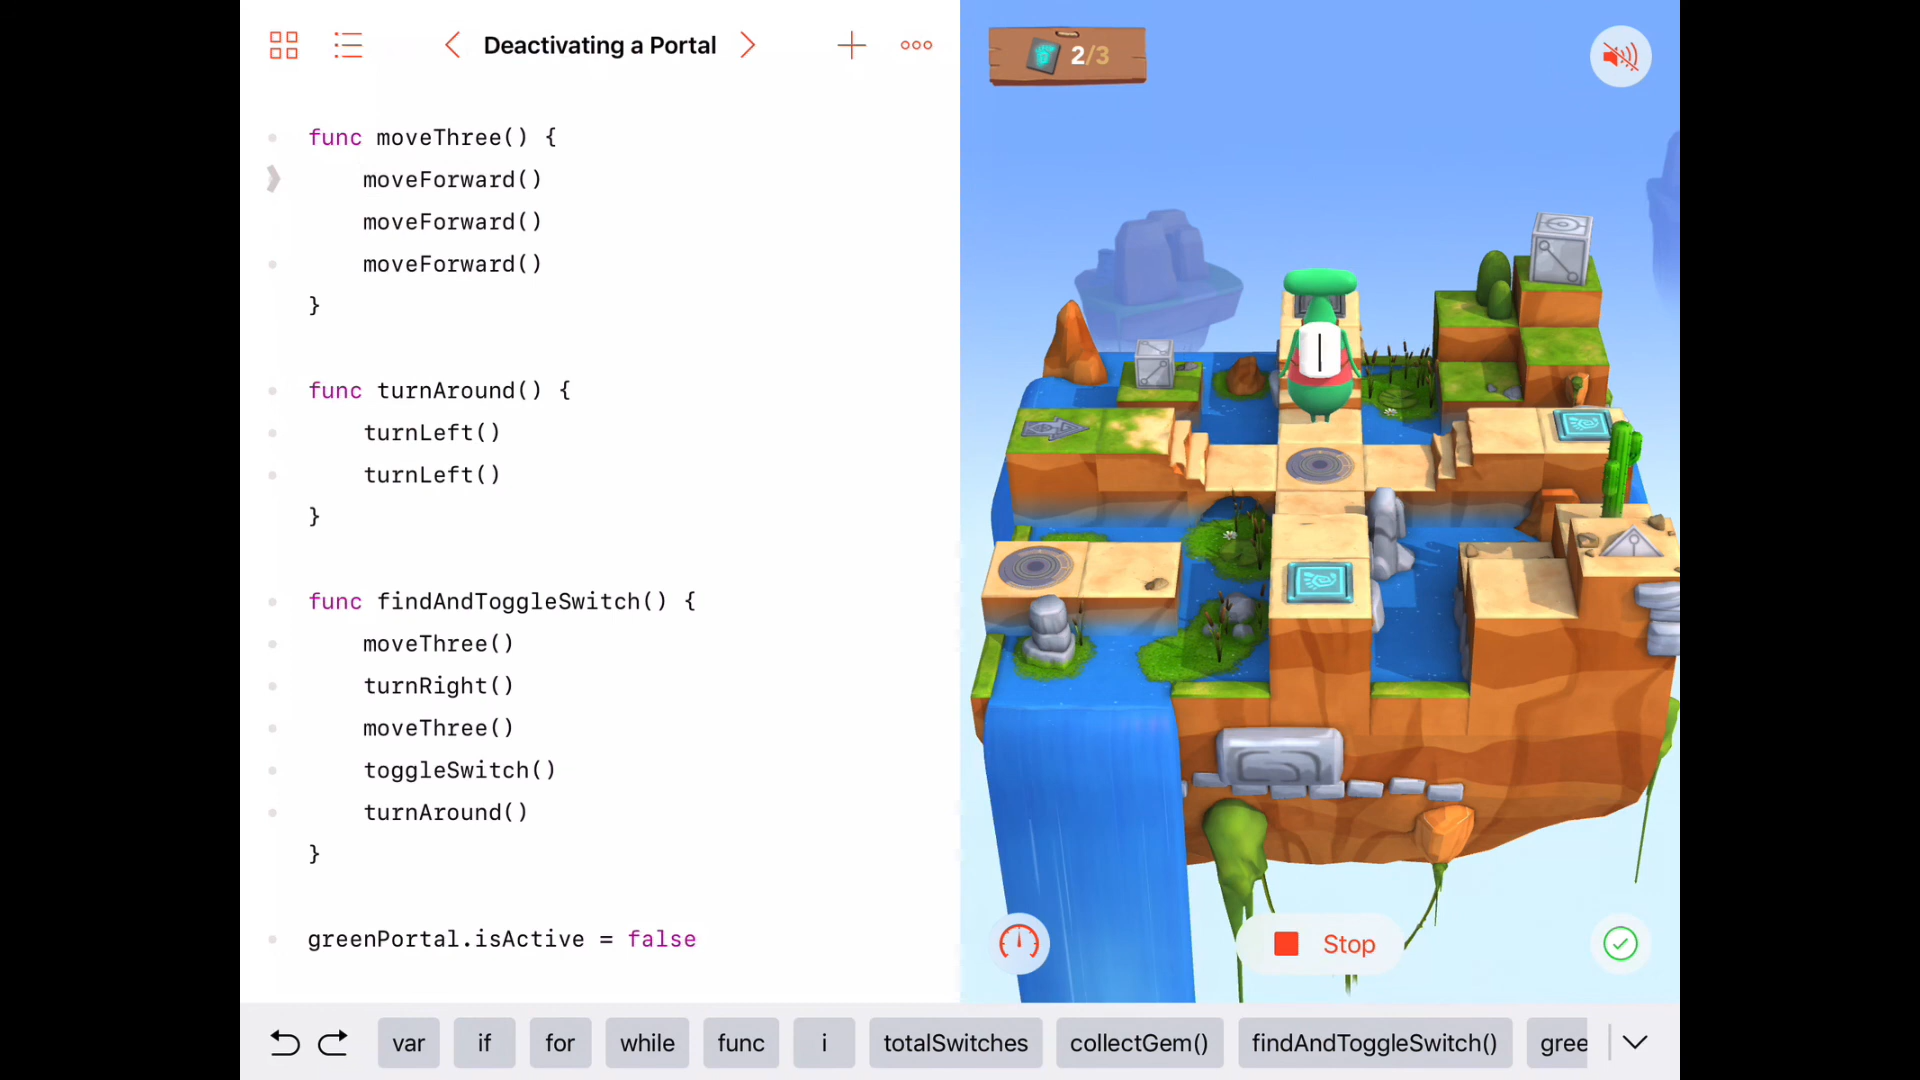 Deactivating a Portal
2/3
func moveThree() {
moveForward()
moveForward()
moveForward()
}
func turnAround() {
turnLeft()
turnLeft()
}
func findAndToggleSwitch() {
moveThree()
turnRight()
moveThree()
toggleSwitch()
turnAround()
}
greenPortal.isActive = false
Stop
var if for while func i totalSwitches collectGem() findAndToggleSwitch() gree